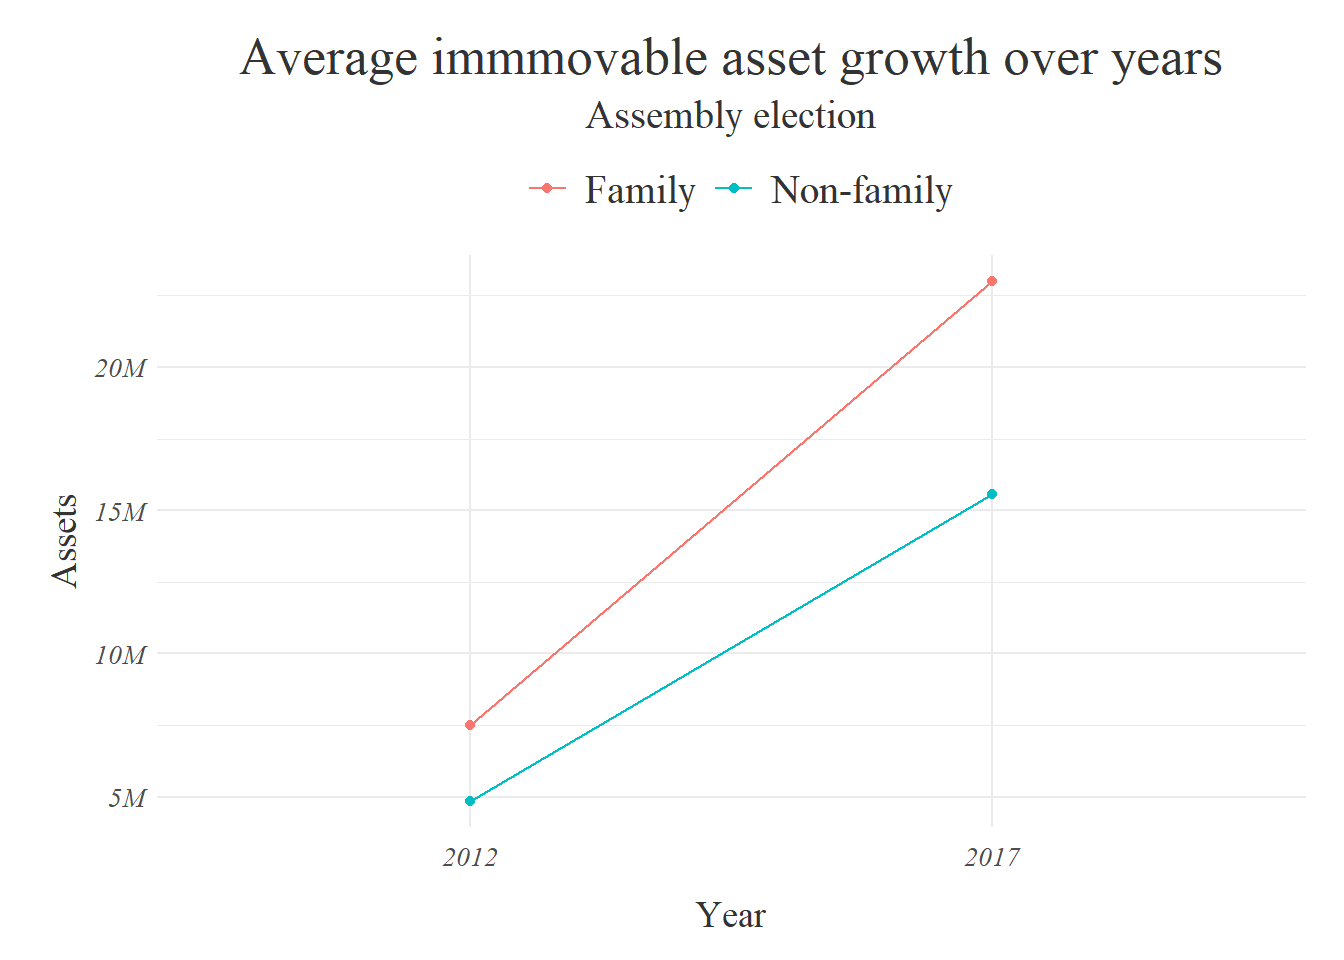 Average immmovable asset growth over years
Assembly election
Family Non-family
20M
15M
10M
5M
Assets
2012 2017
Year